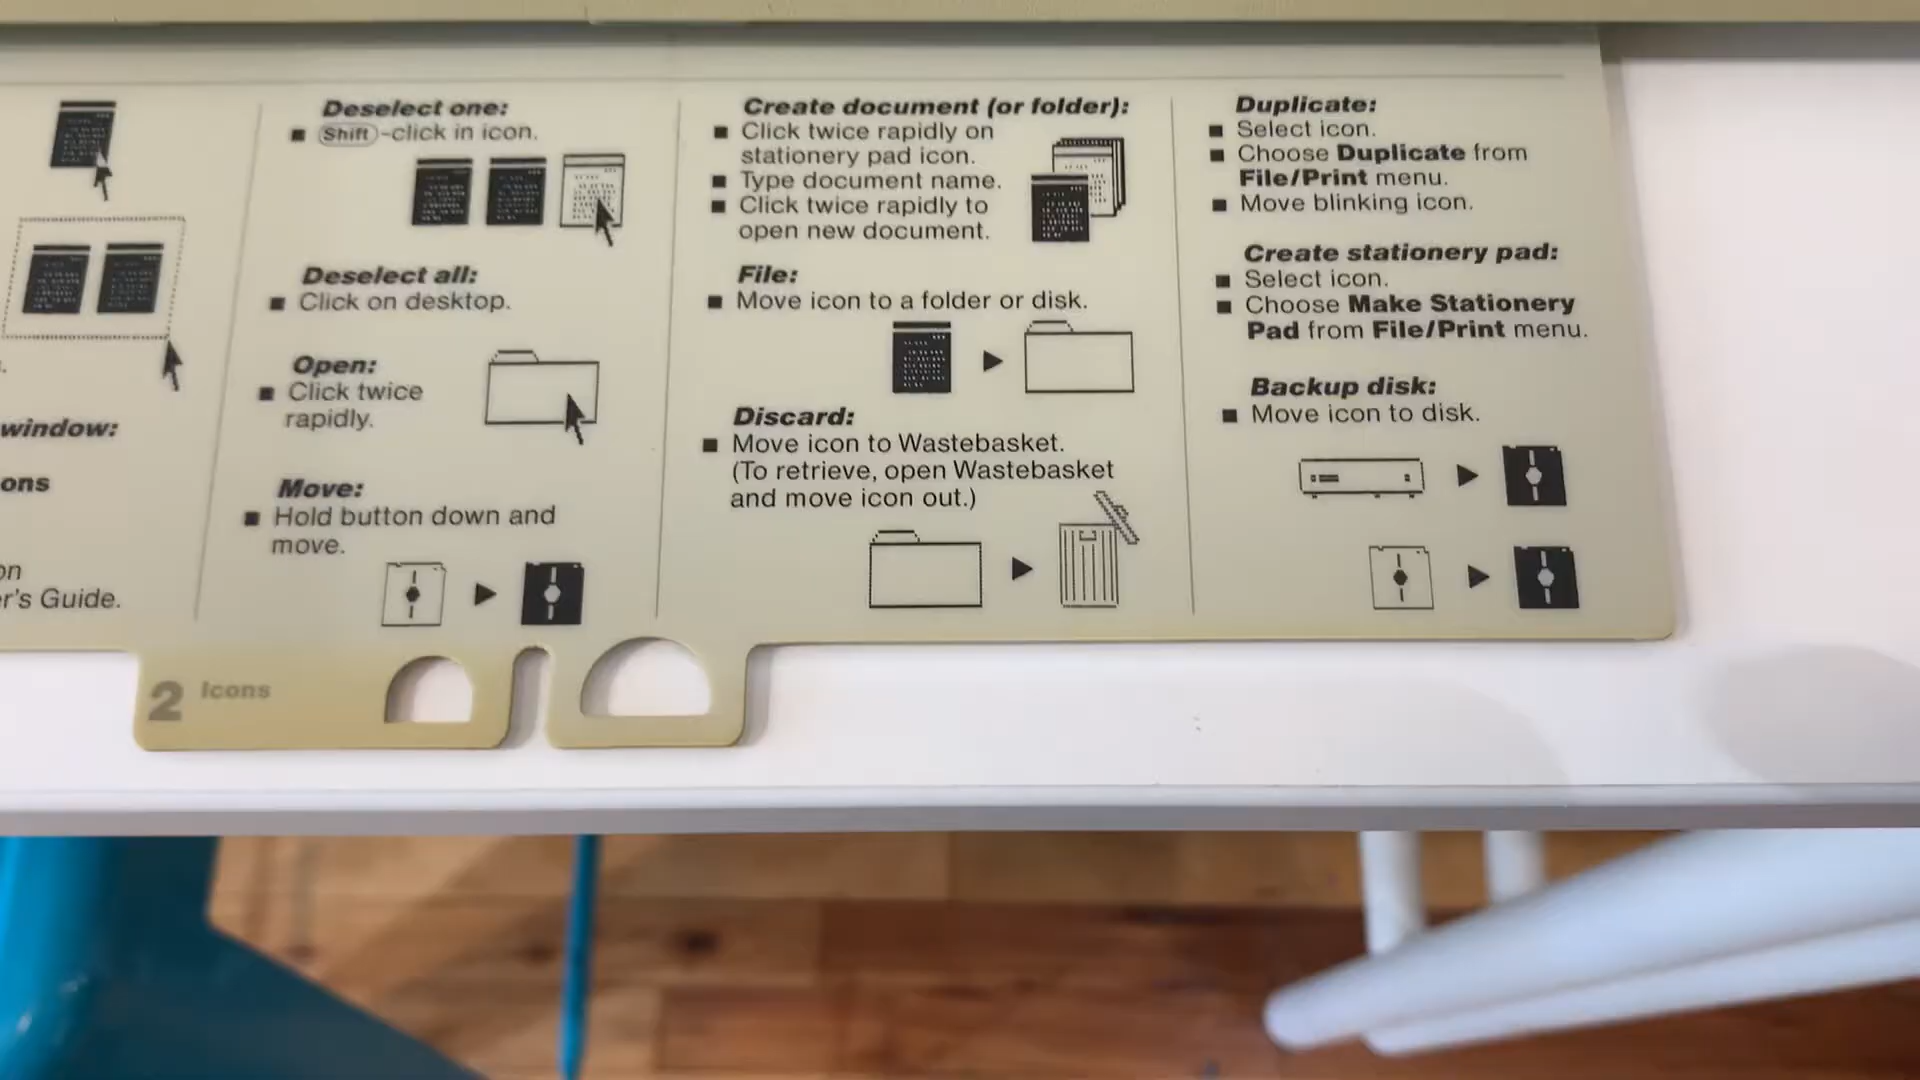 .
window:
ons
on
r's Guide.
Deselect one:
■ Shift-click in icon.
Deselect all:
■ Click on desktop.
Open:
■ Click twice
rapidly.
Move:
■ Hold button down and
move.
Create document (or folder):
■ Click twice rapidly on
stationery pad icon.
■ Type document name.
■ Click twice rapidly to
open new document.
File:
■ Move icon to a folder or disk.
Discard:
■ Move icon to Wastebasket.
(To retrieve, open Wastebasket
and move icon out.)
Duplicate:
■ Select icon.
■ Choose Duplicate from
File/Print menu.
■ Move blinking icon.
Create stationery pad:
■ Select icon.
■ Choose Make Stationery
Pad from File/Print menu.
Backup disk:
■ Move icon to disk.
2 Icons